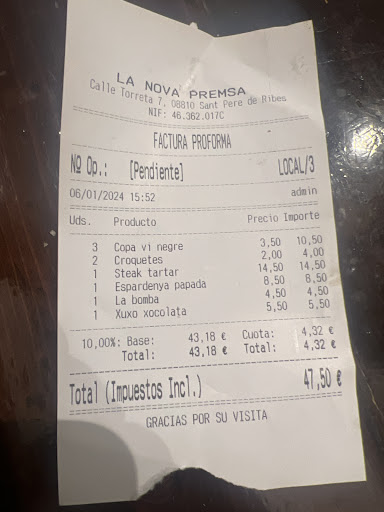 LA NOVA PREMSA
Calle Torreta 7, 08810 Sant Pere de Ribes
NIF: 46.362.017C
FACTURA PROFORMA
Nº Op.: [Pendiente] LOCAL/3
06/01/2024 15:52 admin
Uds. Producto Precio Importe
3 Copa vi negre 3,50 10,50
2 Croquetes 2,00 4,00
1 Steak tartar 14,50 14,50
1 Espardenya papada 8,50 8,50
1 La bomba 4,50 4,50
1 Xuxo xocolata 5,50 5,50
10,00%: Base: 43,18 € Cuota: 4,32 €
Total: 43,18 € Total: 4,32 €
Total (Impuestos Incl.) 47,50 €
GRACIAS POR SU VISITA